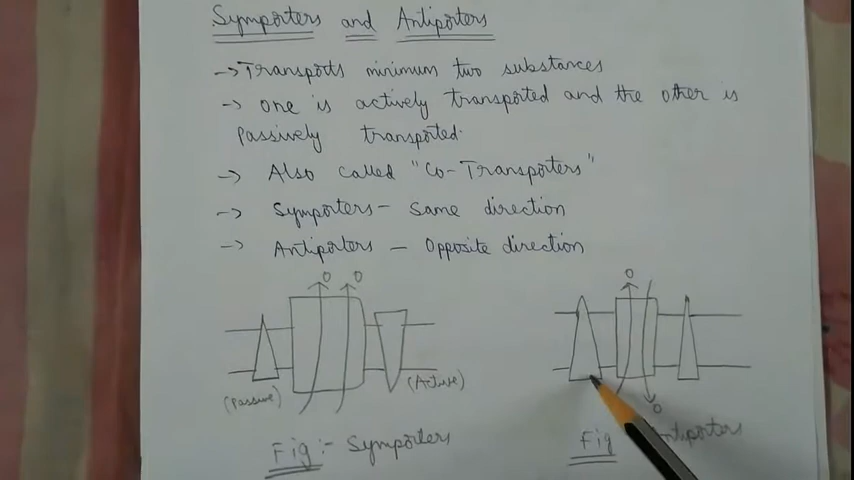 Symporters and Antiporters
-> Transports minimum two substances
-> one is actively transported and the other is
Passively transported.
-> Also called "Co-Transporters"
-> Symporters - Same direction
-> Antiporters - Opposite direction
(Passive)
(Active)
Fig :- Symporters
Fig